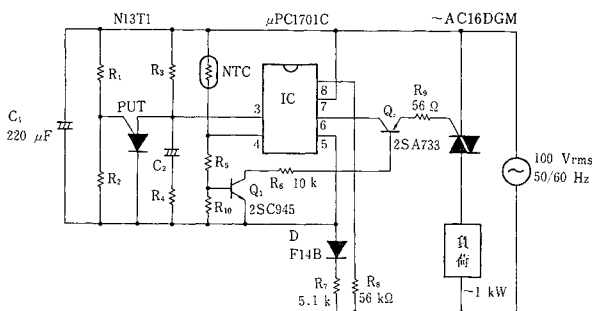 N13T1
μPC1701C
~AC16DGM
R₁
R₃
NTC
IC
8
7
6
5
3
4
C₁
220 μF
PUT
R₂
C₂
R₄
R₅
R₁₀
Q₁
2SC945
R₆
10 k
Q₂
2SA733
R₉
56 Ω
100 Vrms
50/60 Hz
D
F14B
R₇
5.1 k
R₈
56 kΩ
負荷
~1 kW